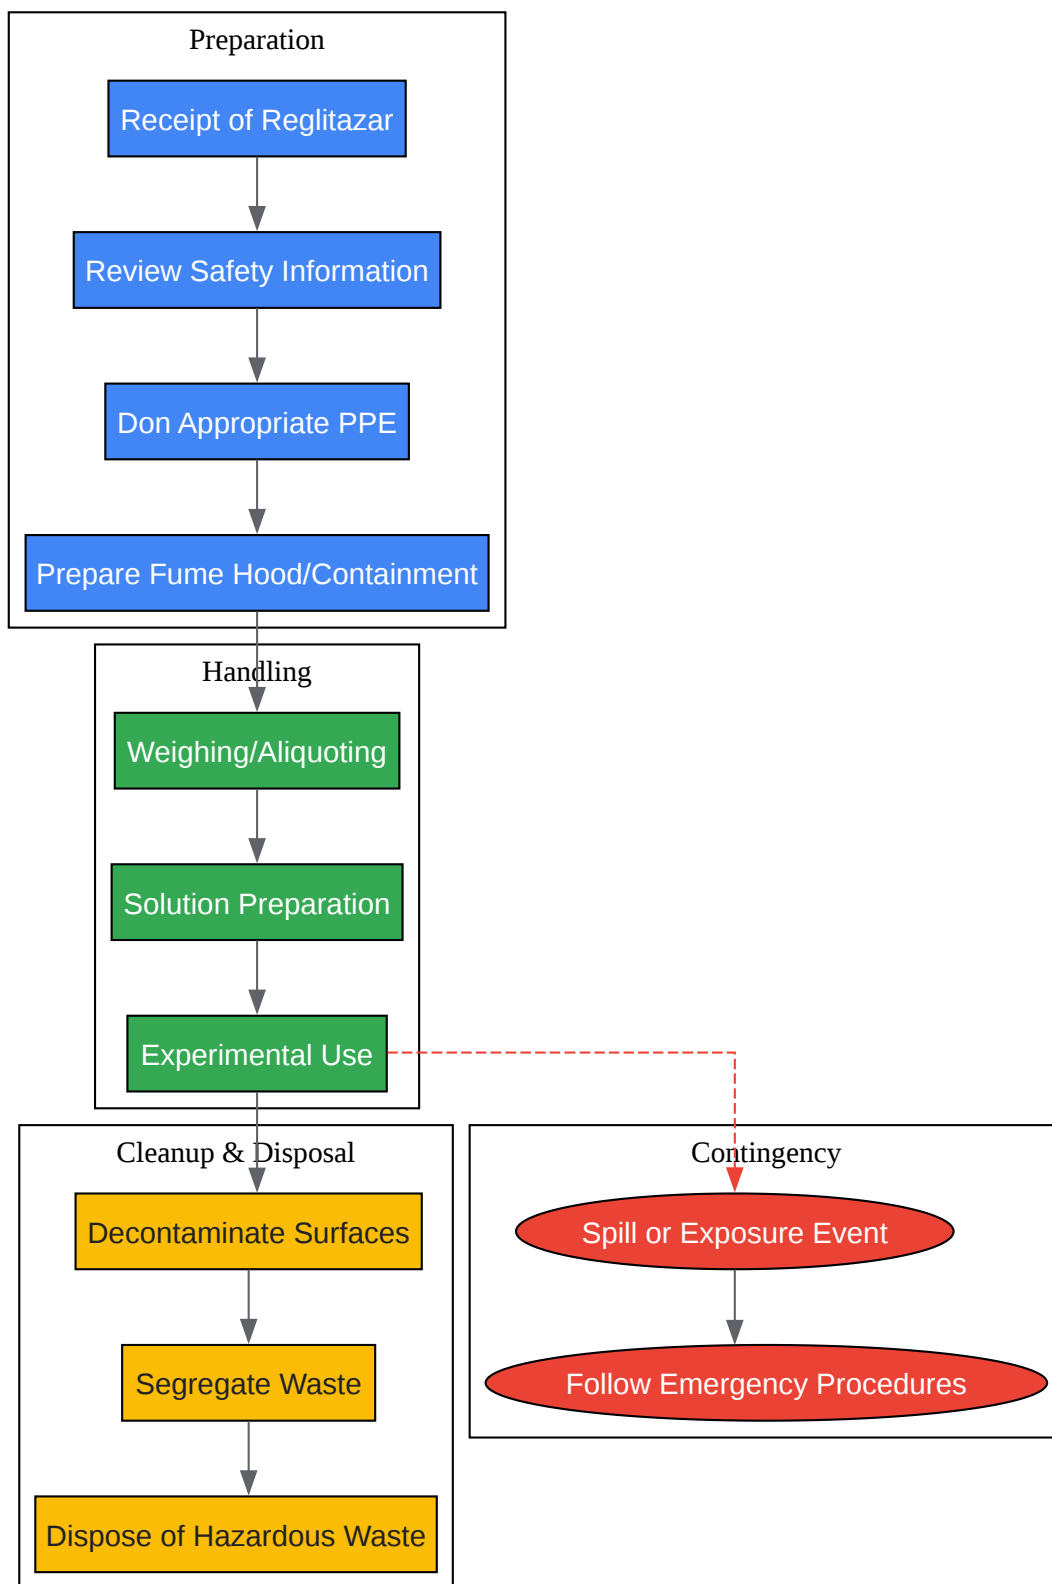 Preparation
Receipt of Reglitazar
Review Safety Information
Don Appropriate PPE
Prepare Fume Hood/Containment
Handling
Weighing/Aliquoting
Solution Preparation
Experimental Use
Cleanup & Disposal
Decontaminate Surfaces
Segregate Waste
Dispose of Hazardous Waste
Contingency
Spill or Exposure Event
Follow Emergency Procedures